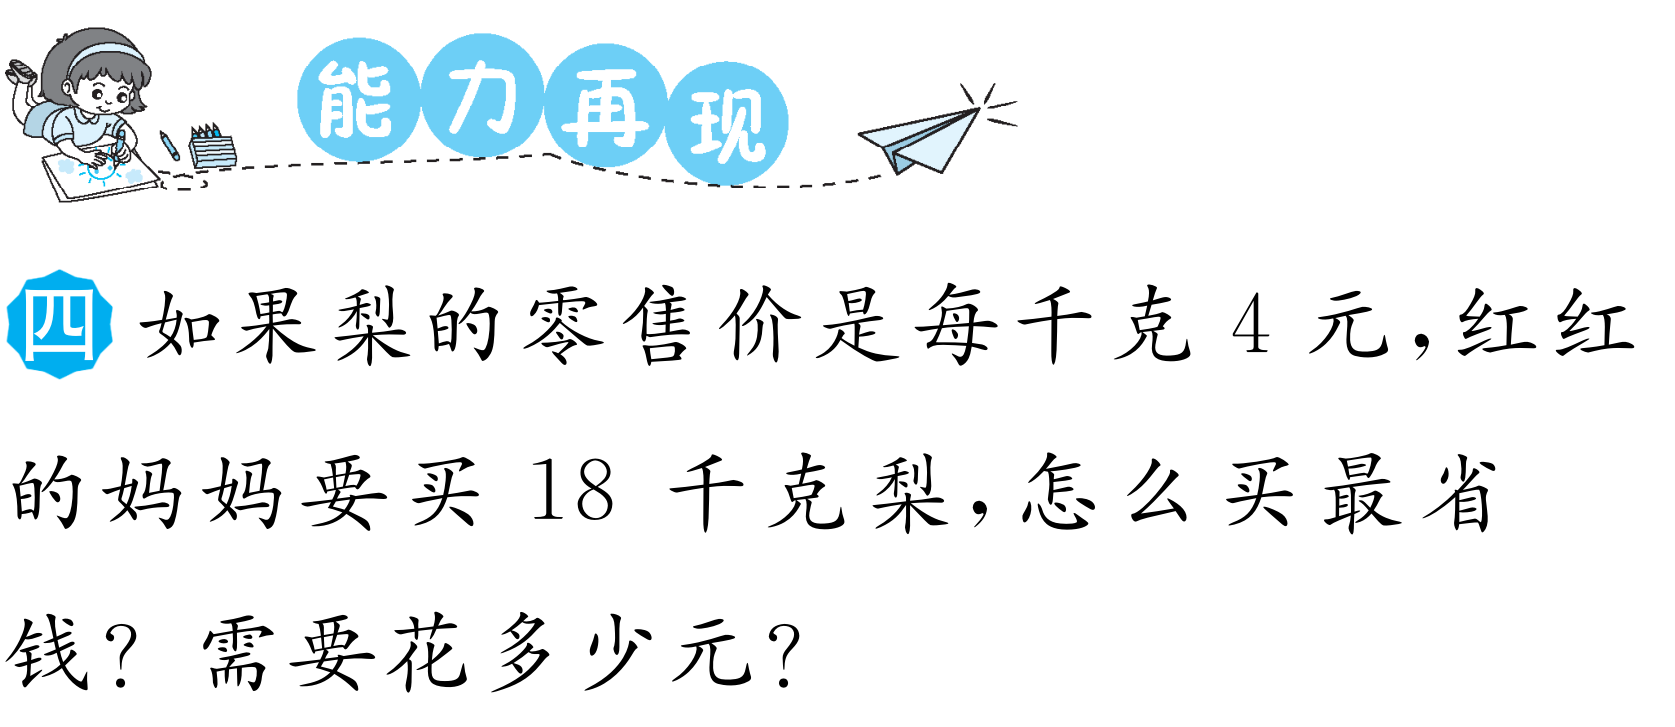 能力再现
四 如果梨的零售价是每千克 4 元,红红
的妈妈要买 18 千克梨,怎么买最省
钱? 需要花多少元?